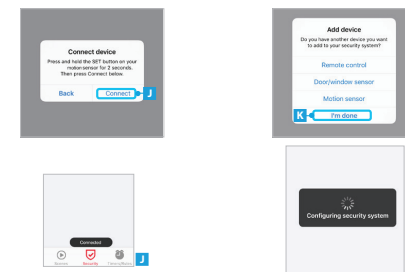 Connect device
Press and hold the SET button on your
motion sensor for 2 seconds.
Then press Connect below.
Back
Connect
J
Add device
Do you have another device you want
to add to your security system?
Remote control
Door/window sensor
Motion sensor
K
I'm done
Connected
Security
J
Configuring security system